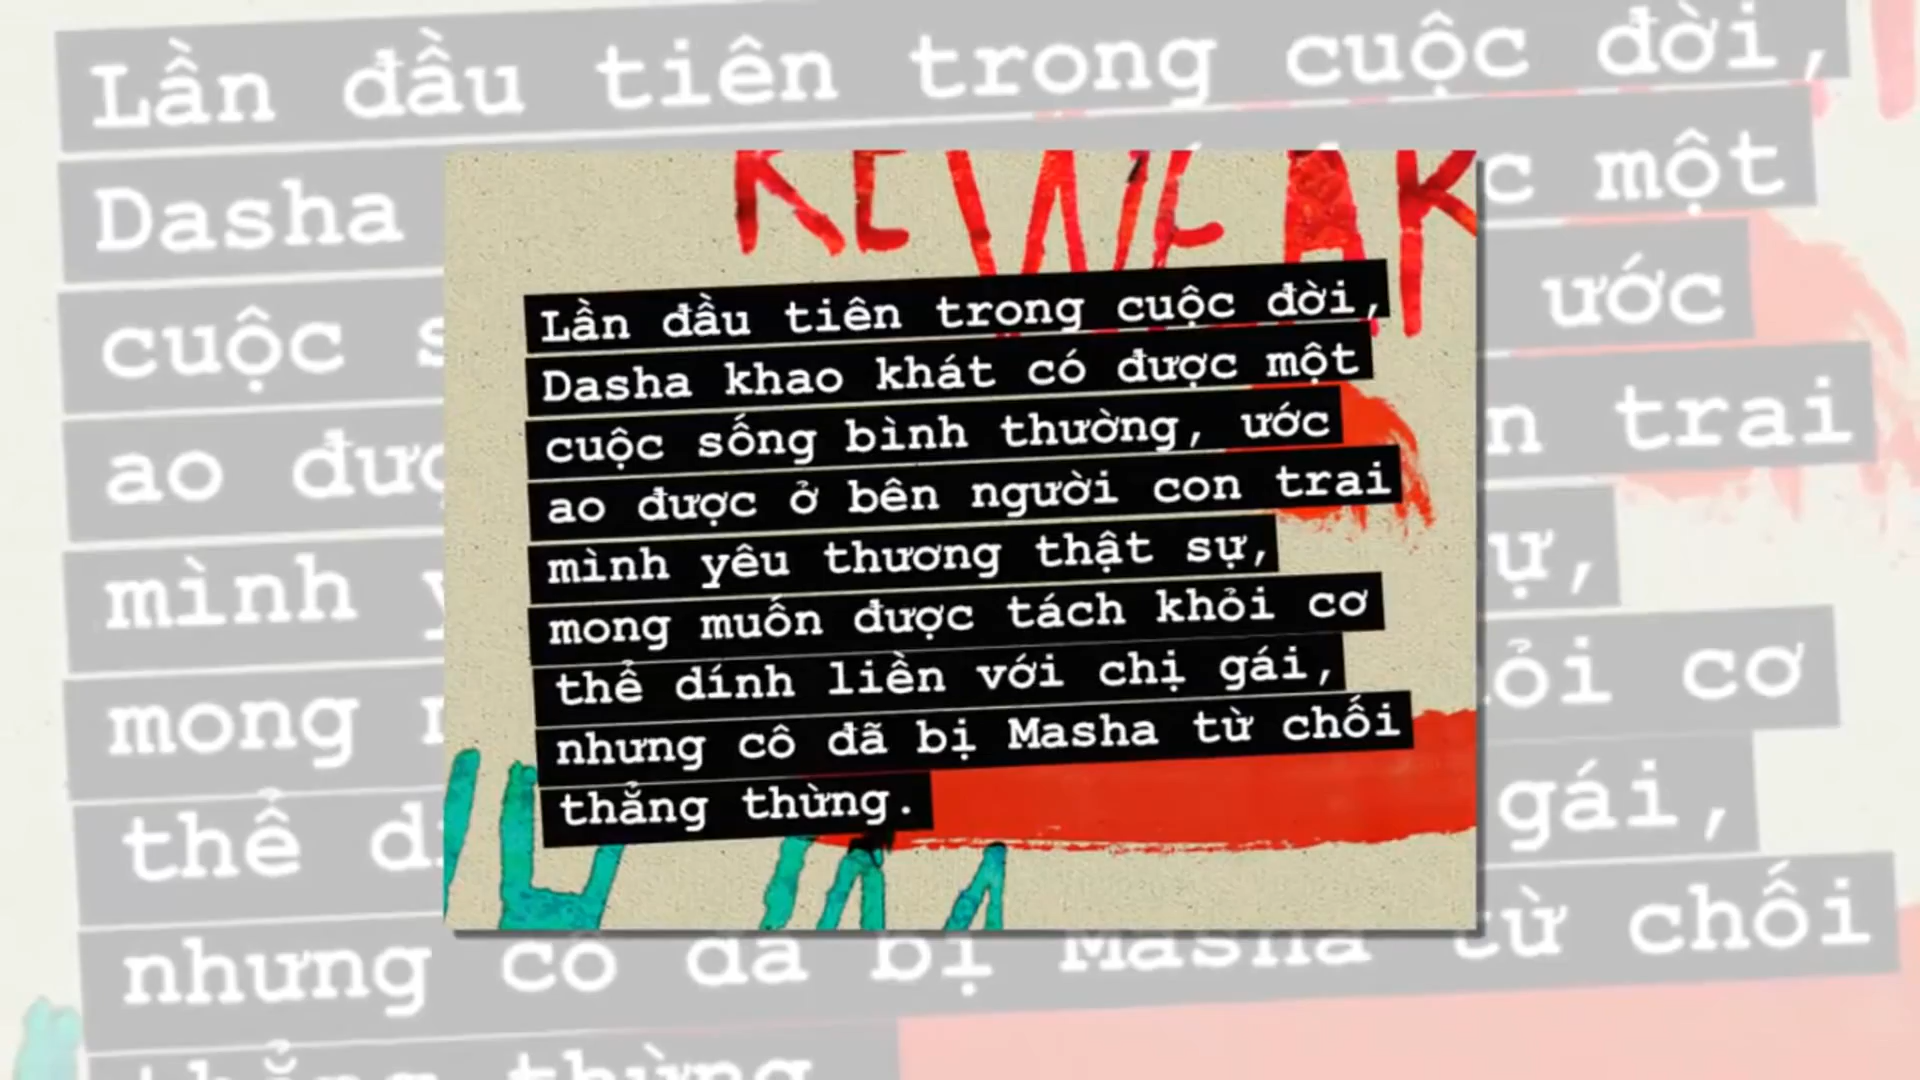 Lần đầu tiên trong cuộc đời,
Dasha khao khát có được một
cuộc sống bình thường, ước
ao được ở bên người con trai
mình yêu thương thật sự,
mong muốn được tách khỏi cơ
thể dính liền với chị gái,
nhưng cô đã bị Masha từ chối
thẳng thừng.